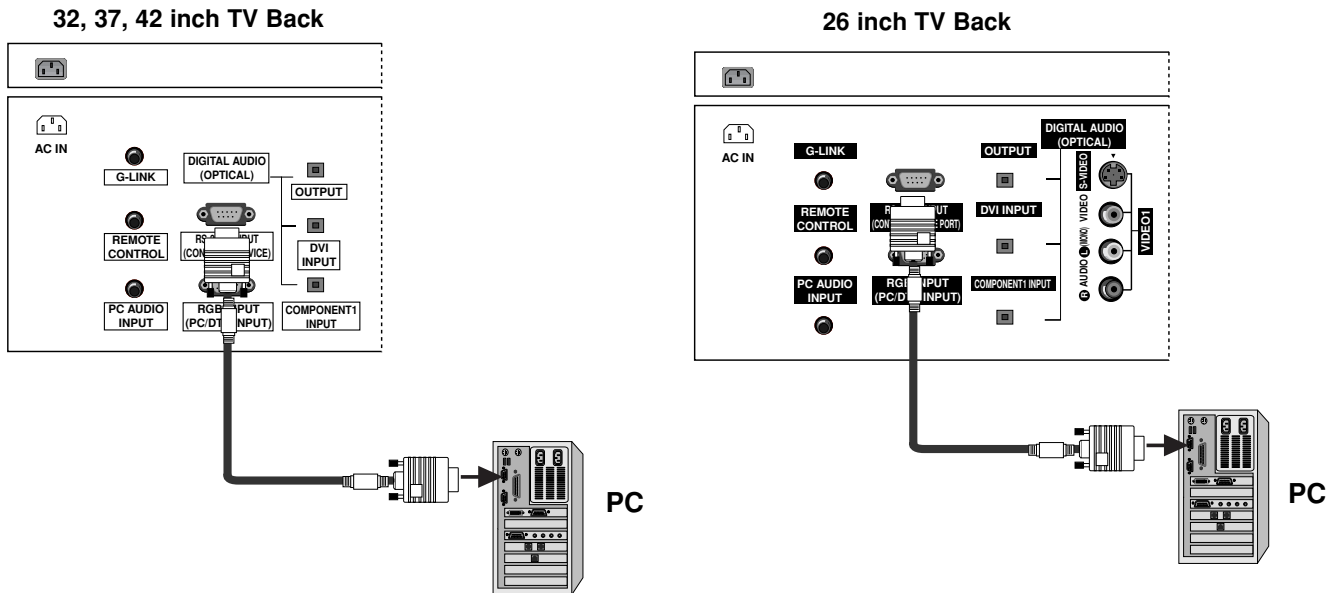 32, 37, 42 inch TV Back
AC IN
G-LINK
REMOTE
CONTROL
PC AUDIO
INPUT
DIGITAL AUDIO
(OPTICAL)
OUTPUT
DVI
INPUT
COMPONENT1
INPUT
PC
26 inch TV Back
AC IN
G-LINK
REMOTE
CONTROL
PC AUDIO
INPUT
PORT)
OUTPUT
DVI INPUT
COMPONENT1 INPUT
DIGITAL AUDIO
(OPTICAL)
S-VIDEO
VIDEO
(MONO)
L
AUDIO
R
VIDEO1
PC